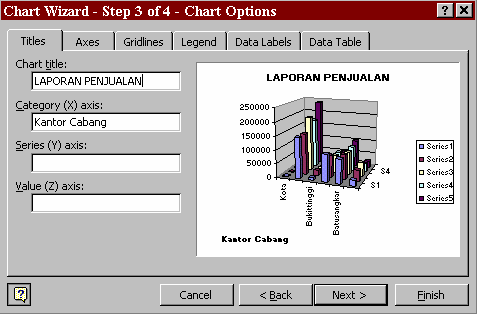 Chart Wizard - Step 3 of 4 - Chart Options
? ×
Titles Axes Gridlines Legend Data Labels Data Table
Chart title:
LAPORAN PENJUALAN
Category (X) axis:
Kantor Cabang
Series (Y) axis:
Value (Z) axis:
LAPORAN PENJUALAN
250000
200000
150000
100000
50000
0
Kota
Bukittinggi
Batusangkar
S1
S4
Kantor Cabang
Series1
Series2
Series3
Series4
Series5
?
Cancel < Back Next > Finish